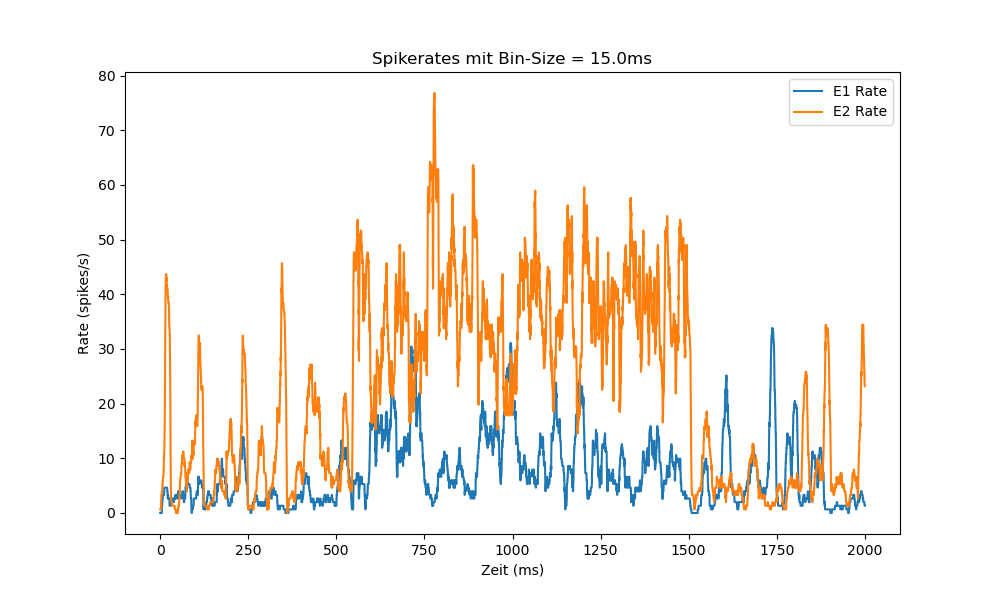 Spikerates mit Bin-Size = 15.0ms
80
70
60
50
40
30
20
10
0
Rate (spikes/s)
E1 Rate
E2 Rate
0 250 500 750 1000 1250 1500 1750 2000
Zeit (ms)